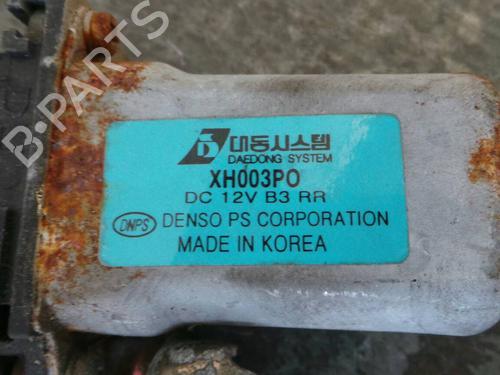 대동시스템
DAEDONG SYSTEM
XH003PO
DC 12V B3 RR
DNPS DENSO PS CORPORATION
MADE IN KOREA
B-PARTS